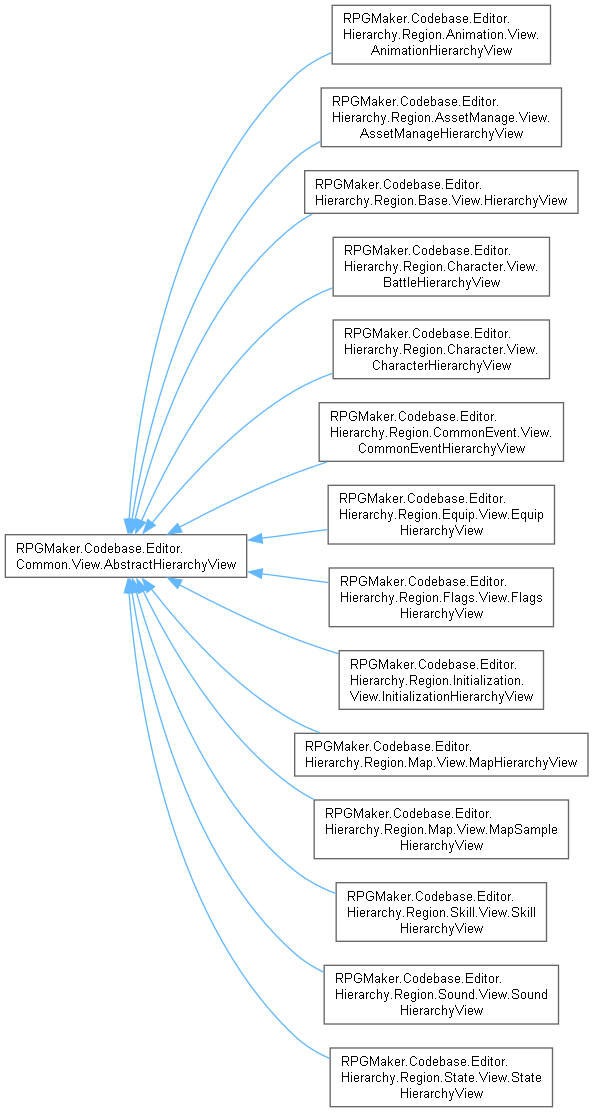 RPGMaker.Codebase.Editor.
Hierarchy.Region.Animation.View.
AnimationHierarchyView
RPGMaker.Codebase.Editor.
Hierarchy.Region.AssetManage.View.
AssetManageHierarchyView
RPGMaker.Codebase.Editor.
Hierarchy.Region.Base.View.HierarchyView
RPGMaker.Codebase.Editor.
Hierarchy.Region.Character.View.
BattleHierarchyView
RPGMaker.Codebase.Editor.
Hierarchy.Region.Character.View.
CharacterHierarchyView
RPGMaker.Codebase.Editor.
Hierarchy.Region.CommonEvent.View.
CommonEventHierarchyView
RPGMaker.Codebase.Editor.
Hierarchy.Region.Equip.View.Equip
HierarchyView
RPGMaker.Codebase.Editor.
Common.View.AbstractHierarchyView
RPGMaker.Codebase.Editor.
Hierarchy.Region.Flags.View.Flags
HierarchyView
RPGMaker.Codebase.Editor.
Hierarchy.Region.Initialization.
View.InitializationHierarchyView
RPGMaker.Codebase.Editor.
Hierarchy.Region.Map.View.MapHierarchyView
RPGMaker.Codebase.Editor.
Hierarchy.Region.Map.View.MapSample
HierarchyView
RPGMaker.Codebase.Editor.
Hierarchy.Region.Skill.View.Skill
HierarchyView
RPGMaker.Codebase.Editor.
Hierarchy.Region.Sound.View.Sound
HierarchyView
RPGMaker.Codebase.Editor.
Hierarchy.Region.State.View.State
HierarchyView